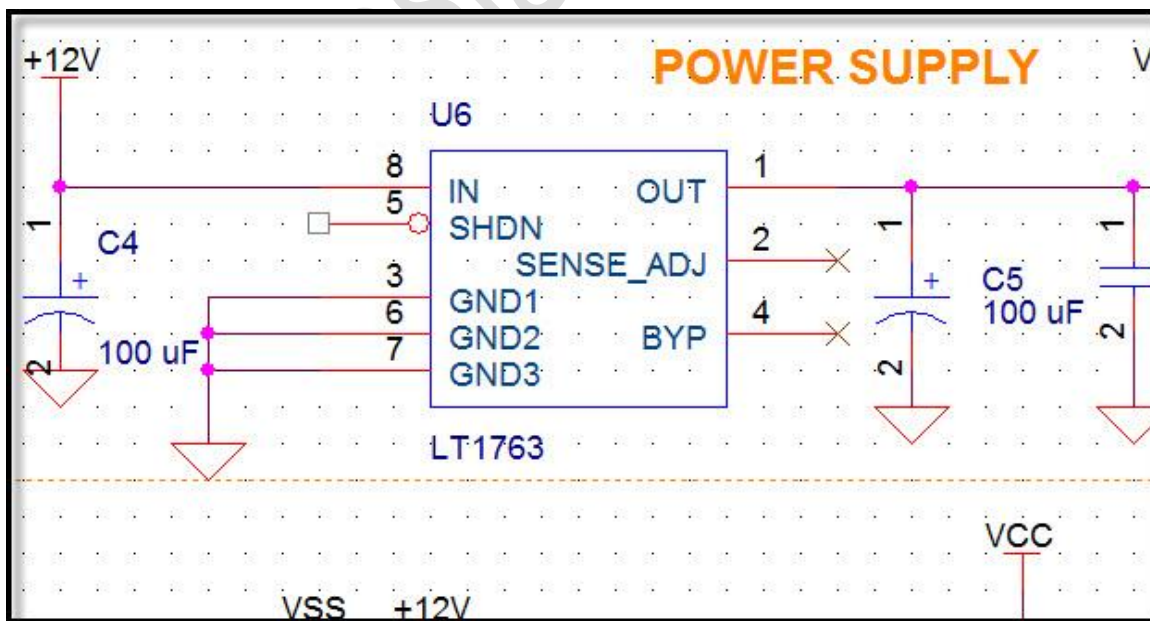 +12V
POWER SUPPLY
V
U6
8
IN
OUT
1
5
SHDN
1
C4
+
SENSE_ADJ
2
1
1
3
GND1
+
C5
6
GND2
BYP
4
100 uF
2
100 uF
7
GND3
2
2
LT1763
VCC
VSS
+12V